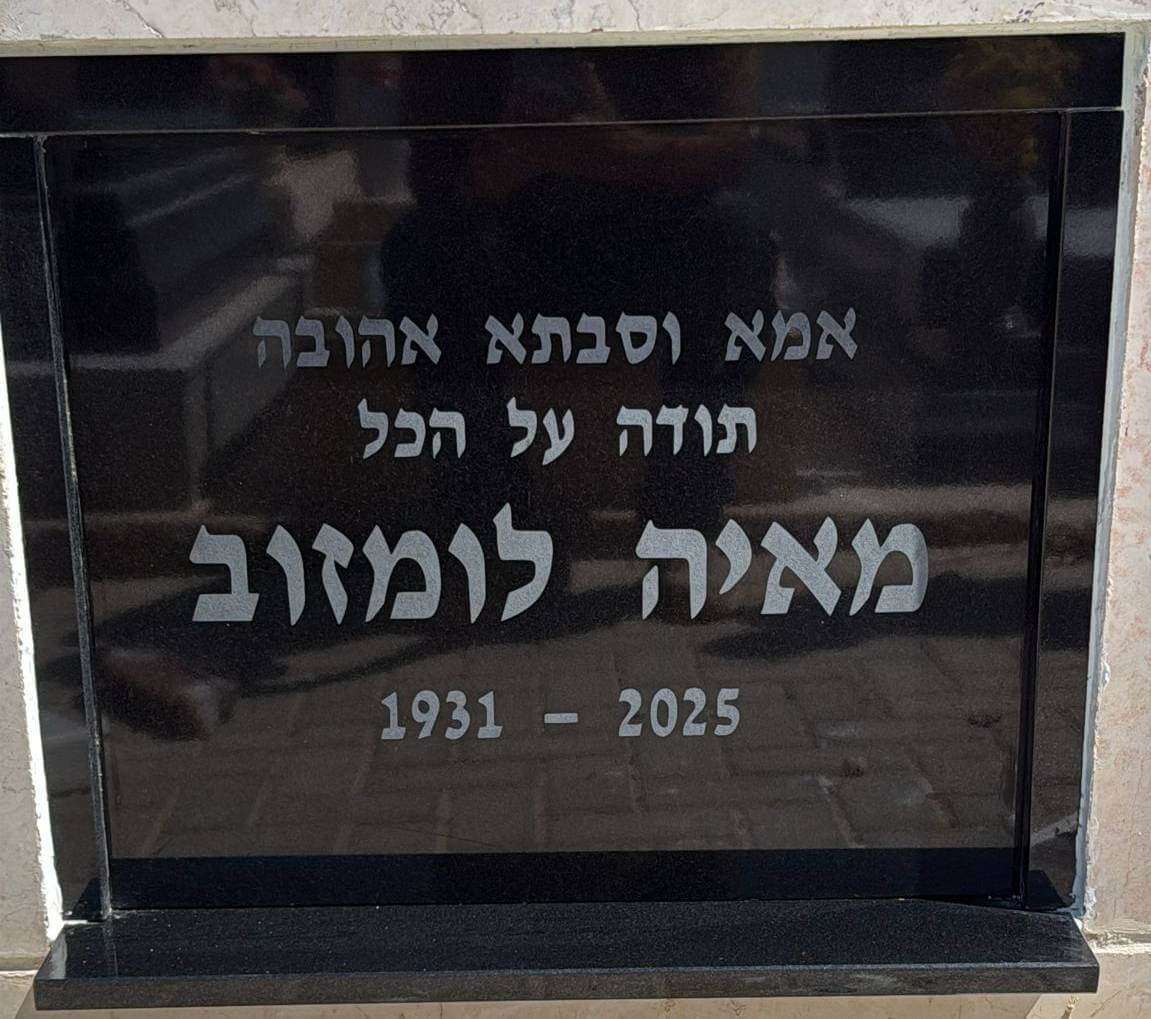 אמא וסבתא אהובה
תודה על הכל
מאיה לומזוב
1931 – 2025